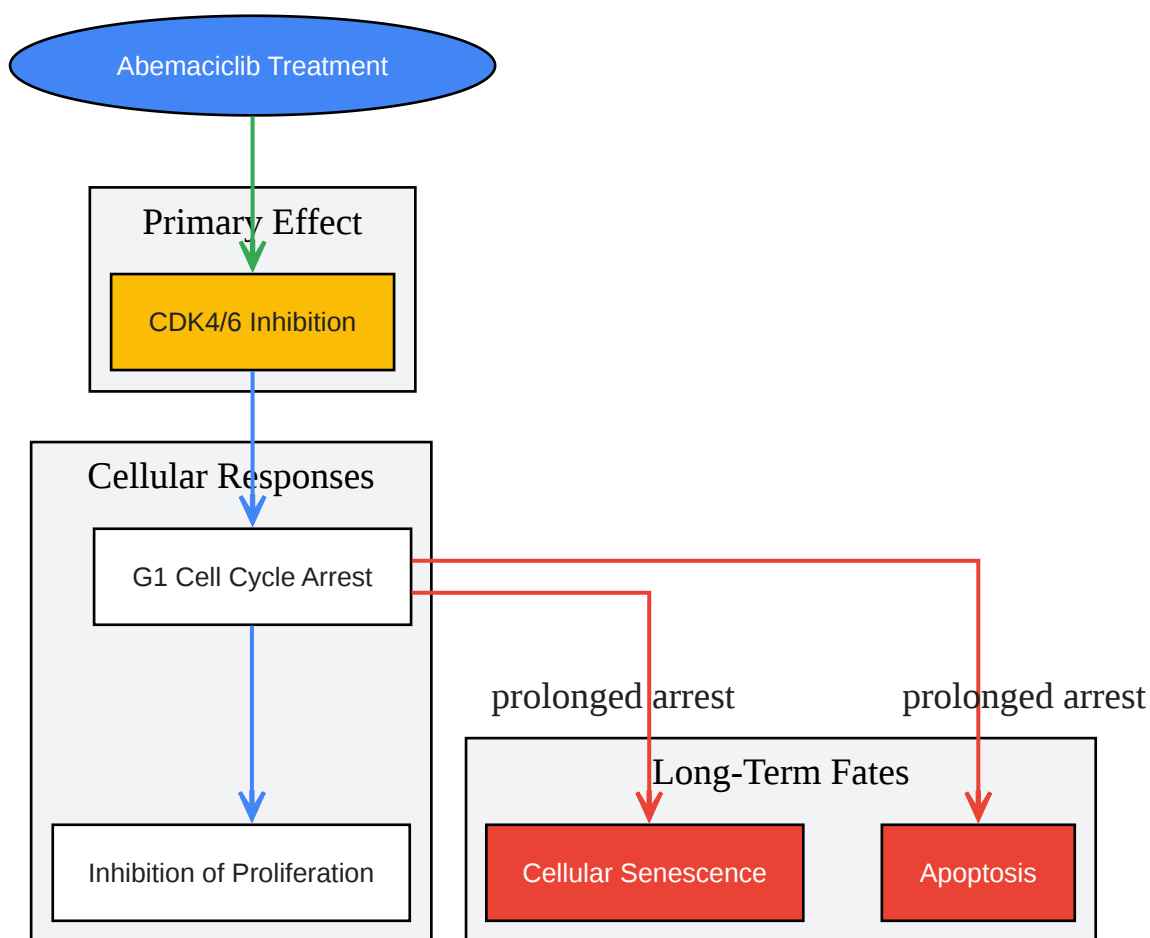 Abemaciclib Treatment
Primary Effect
CDK4/6 Inhibition
Cellular Responses
G1 Cell Cycle Arrest
prolonged arrest
prolonged arrest
Long-Term Fates
Inhibition of Proliferation
Cellular Senescence
Apoptosis